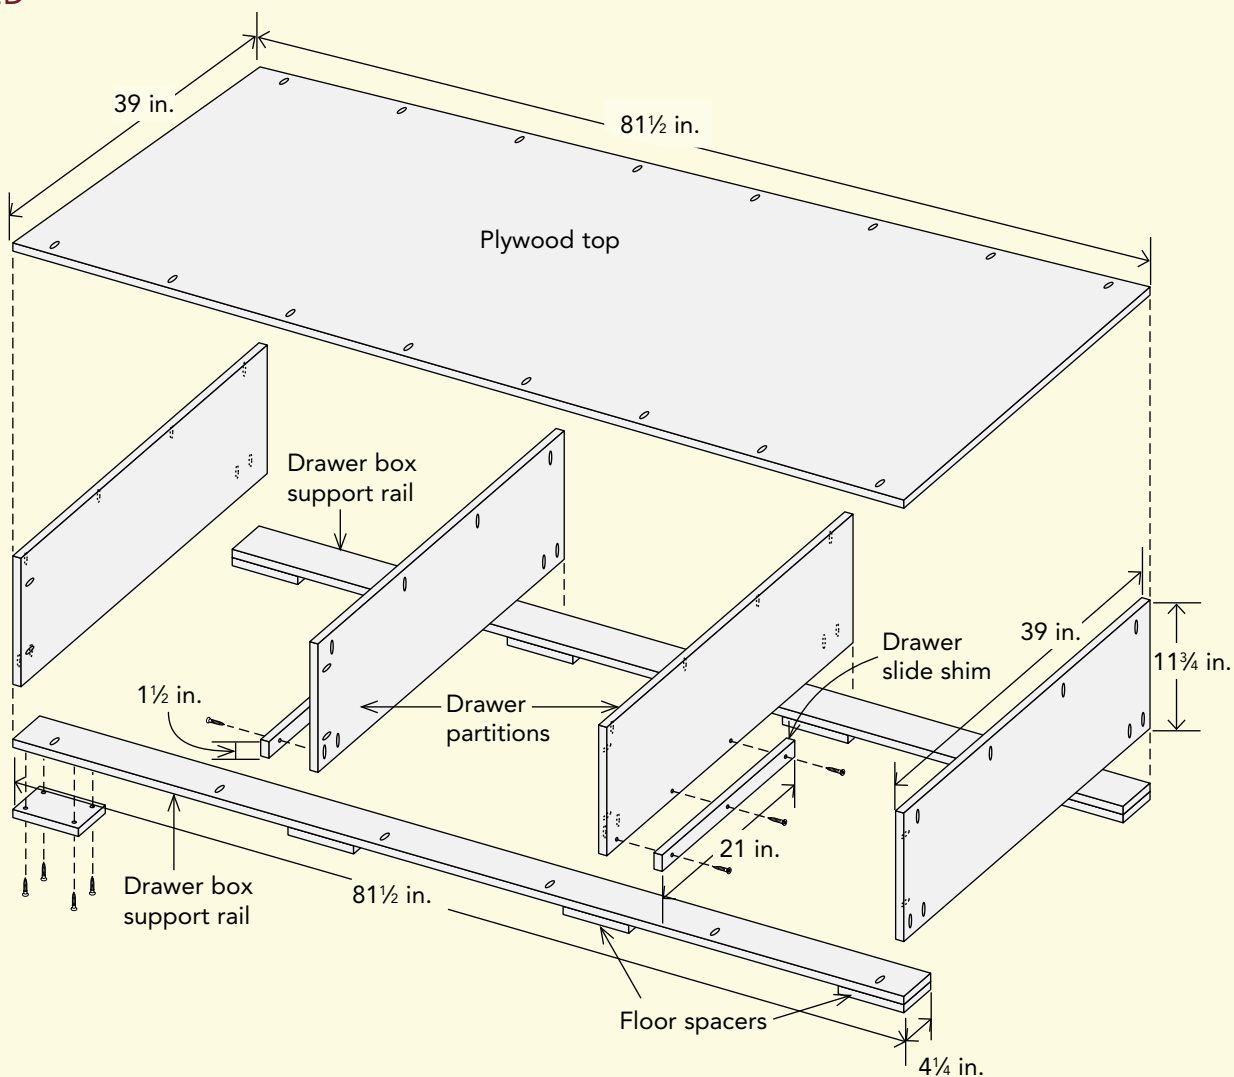 39 in.
81½ in.
Plywood top
Drawer box
support rail
Drawer
slide shim
39 in.
11¾ in.
1½ in.
Drawer
partitions
21 in.
Drawer box
support rail
81½ in.
Floor spacers
4¼ in.